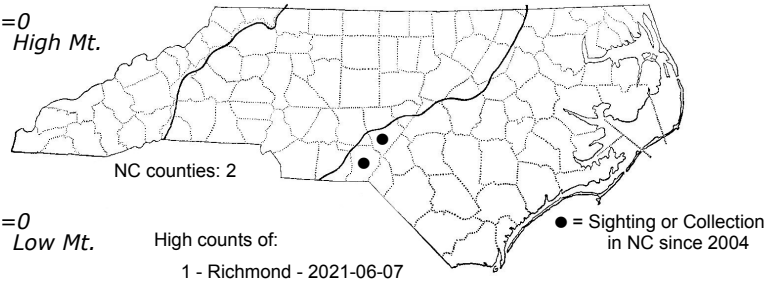 =0
High Mt.
NC counties: 2
=0
Low Mt.
High counts of:
1 - Richmond - 2021-06-07
● = Sighting or Collection
in NC since 2004